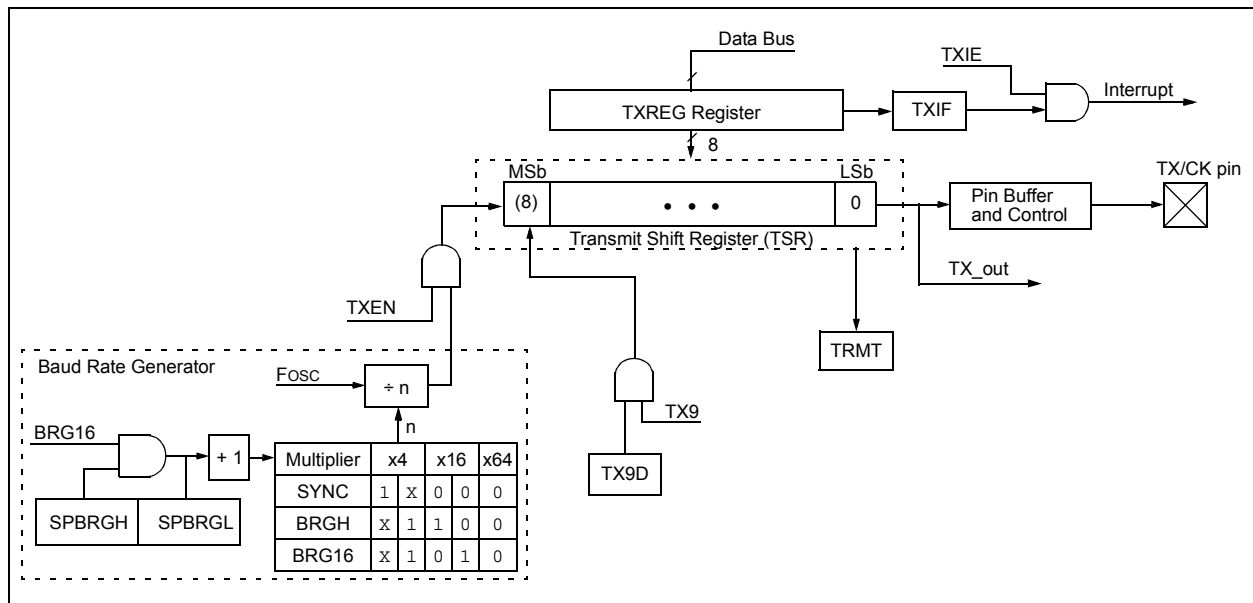 Data Bus
TXIE
Interrupt
TXREG Register
TXIF
8
MSb
LSb
TX/CK pin
(8)
• • •
0
Pin Buffer
and Control
Transmit Shift Register (TSR)
TX_out
TXEN
TRMT
Baud Rate Generator
FOSC
÷ n
TX9
n
BRG16
+ 1
Multiplier x4 x16 x64
TX9D
SYNC 1 X 0 0 0
SPBRGH SPBRGL
BRGH X 1 1 0 0
BRG16 X 1 0 1 0